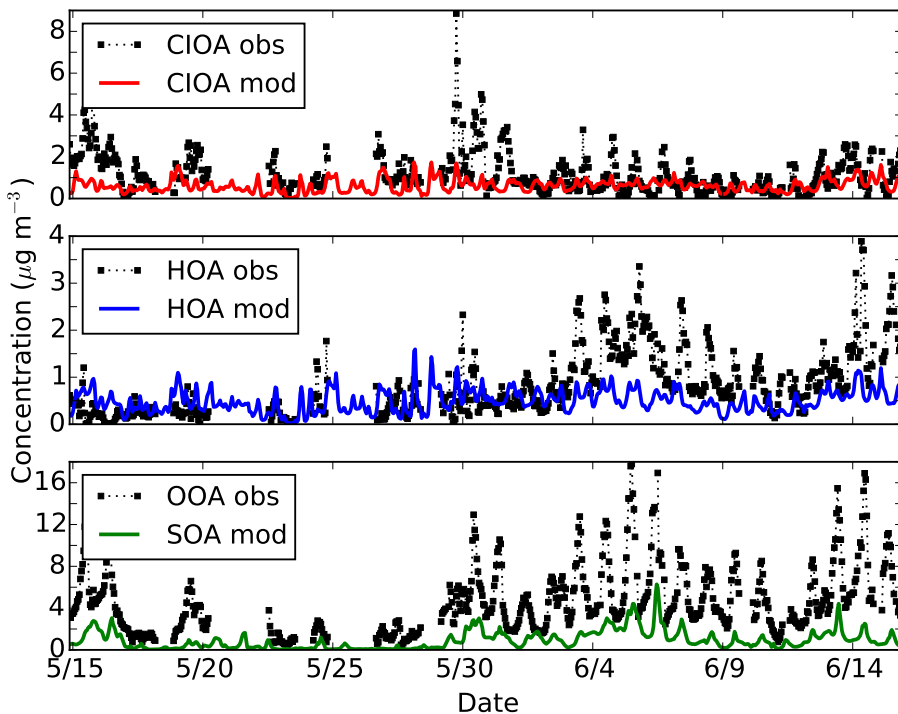 8
6
4
2
0
CIOA obs
CIOA mod
4
3
2
1
0
HOA obs
HOA mod
Concentration (μg m⁻³ )
16
12
8
4
0
OOA obs
SOA mod
5/15 5/20 5/25 5/30 6/4 6/9 6/14
Date